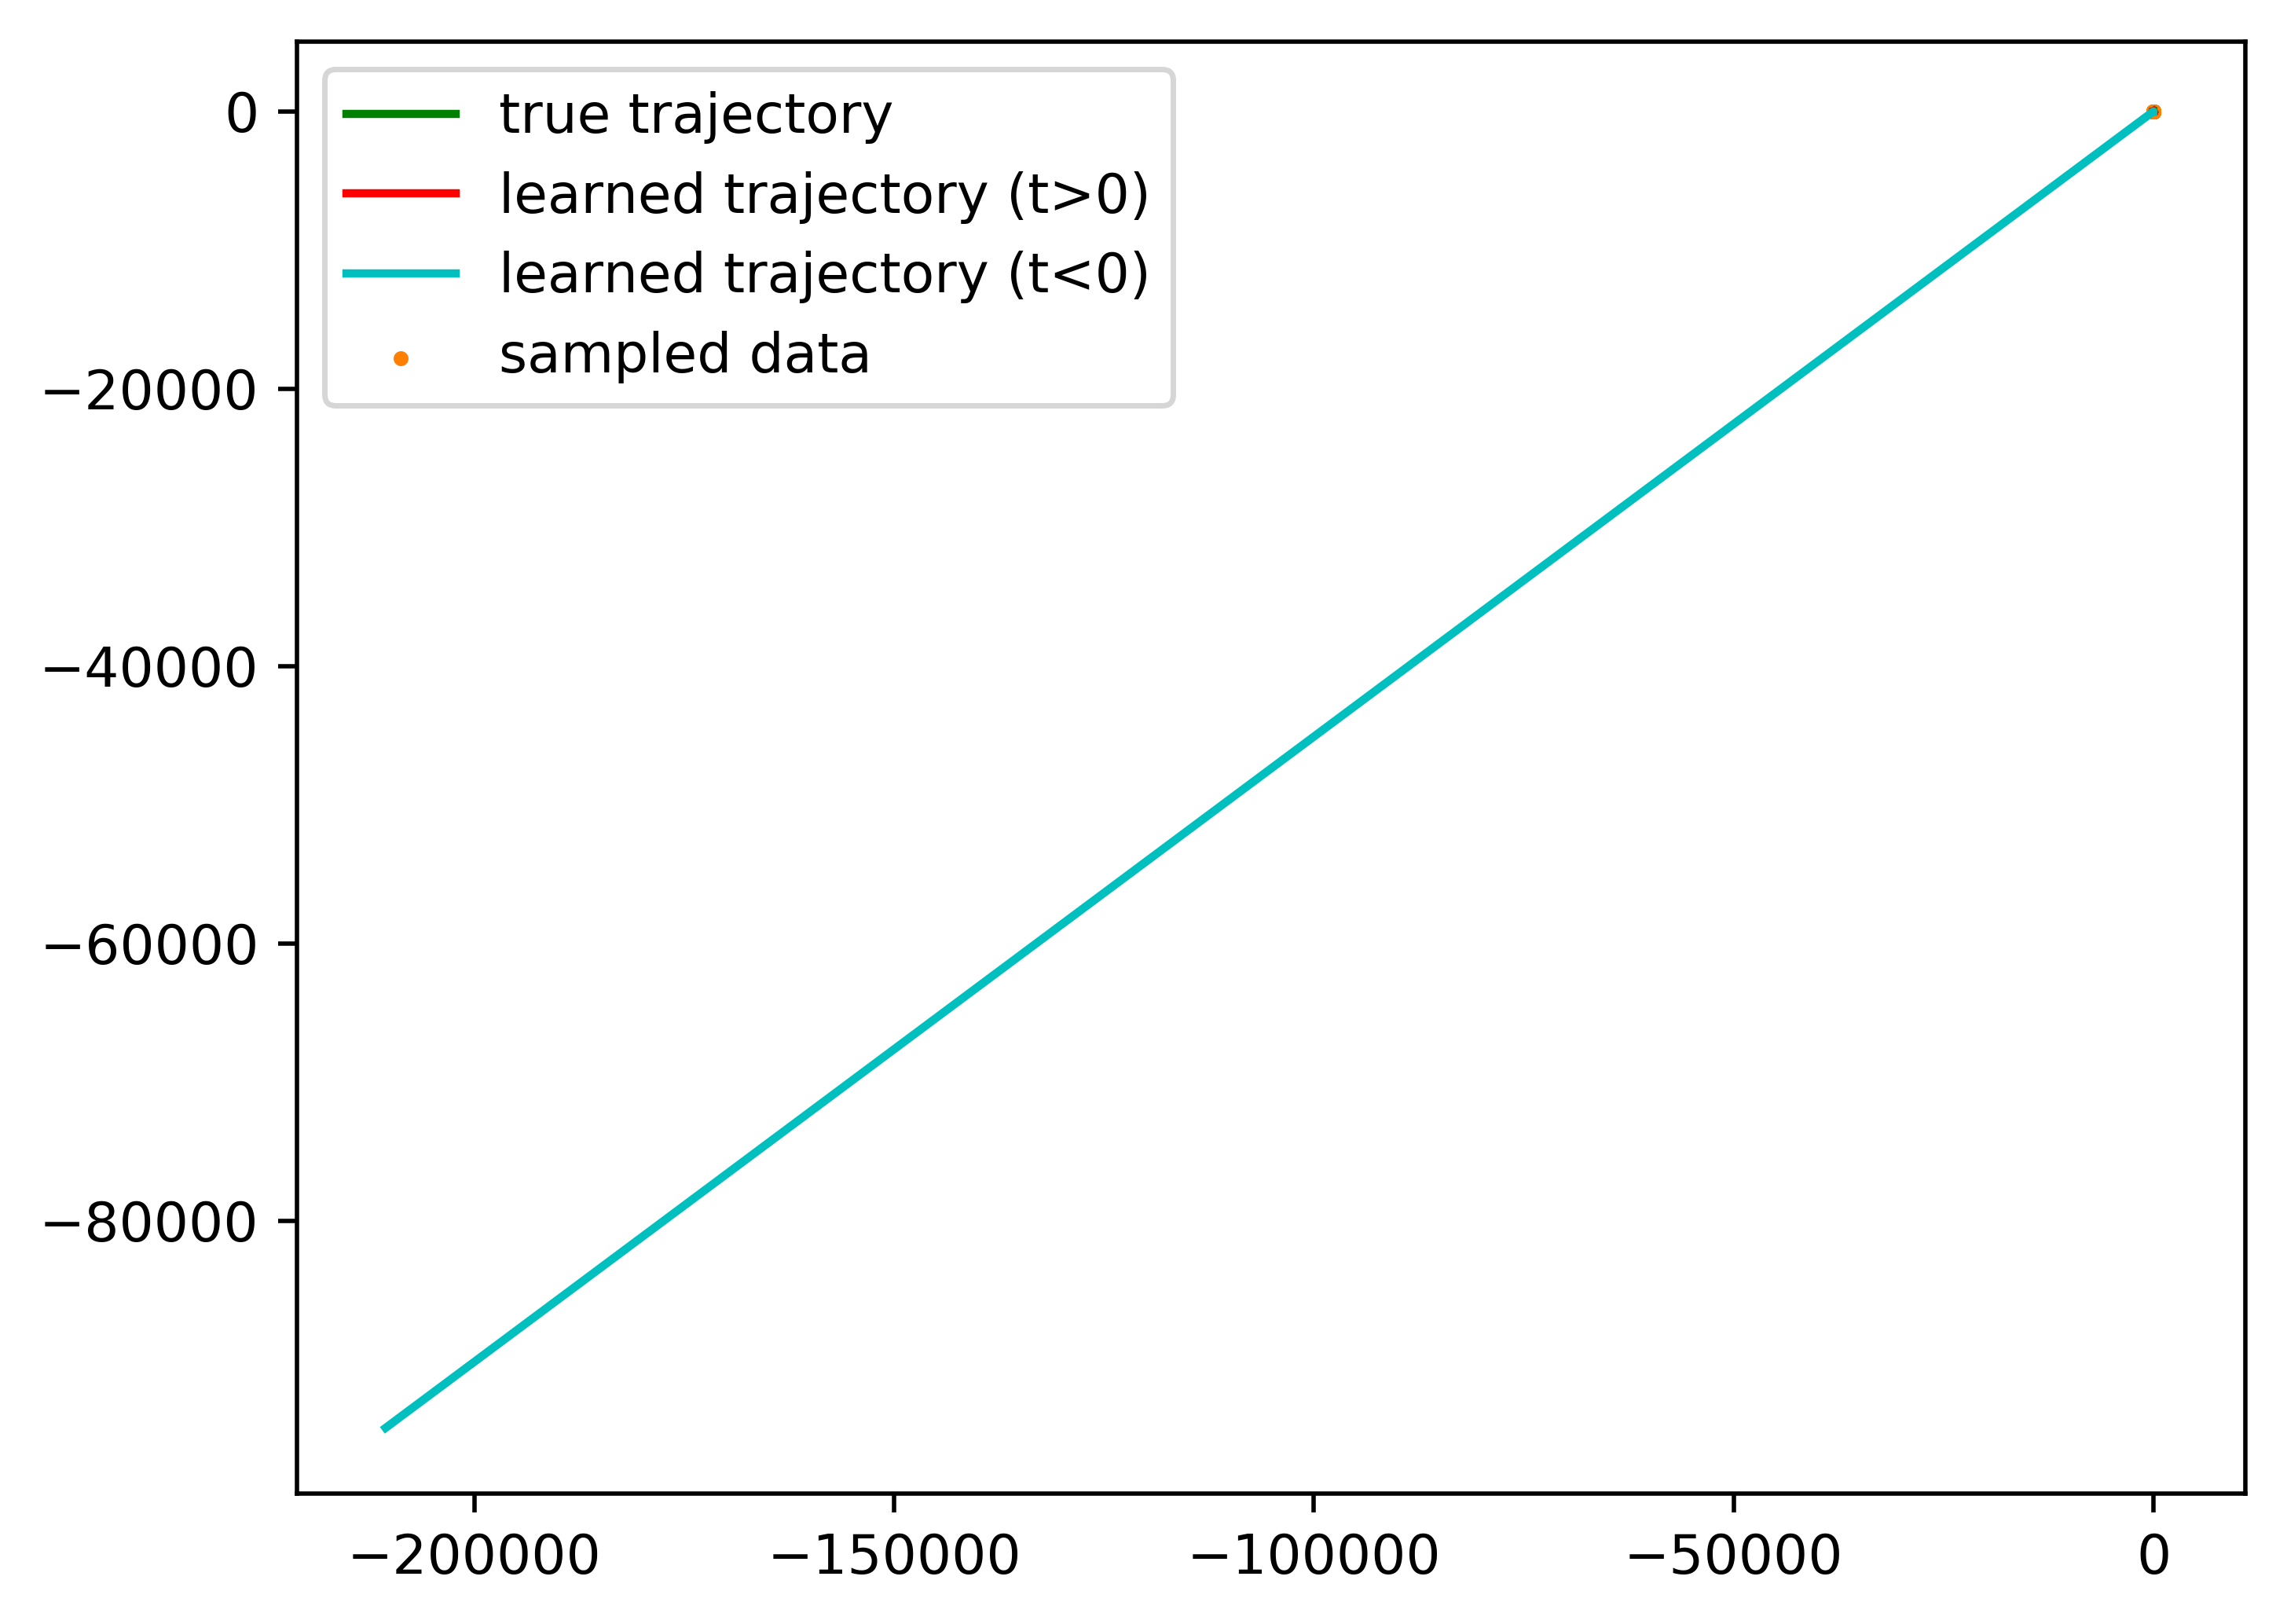 true trajectory
learned trajectory (t>0)
learned trajectory (t<0)
sampled data
0
−20000
−40000
−60000
−80000
−200000 −150000 −100000 −50000 0